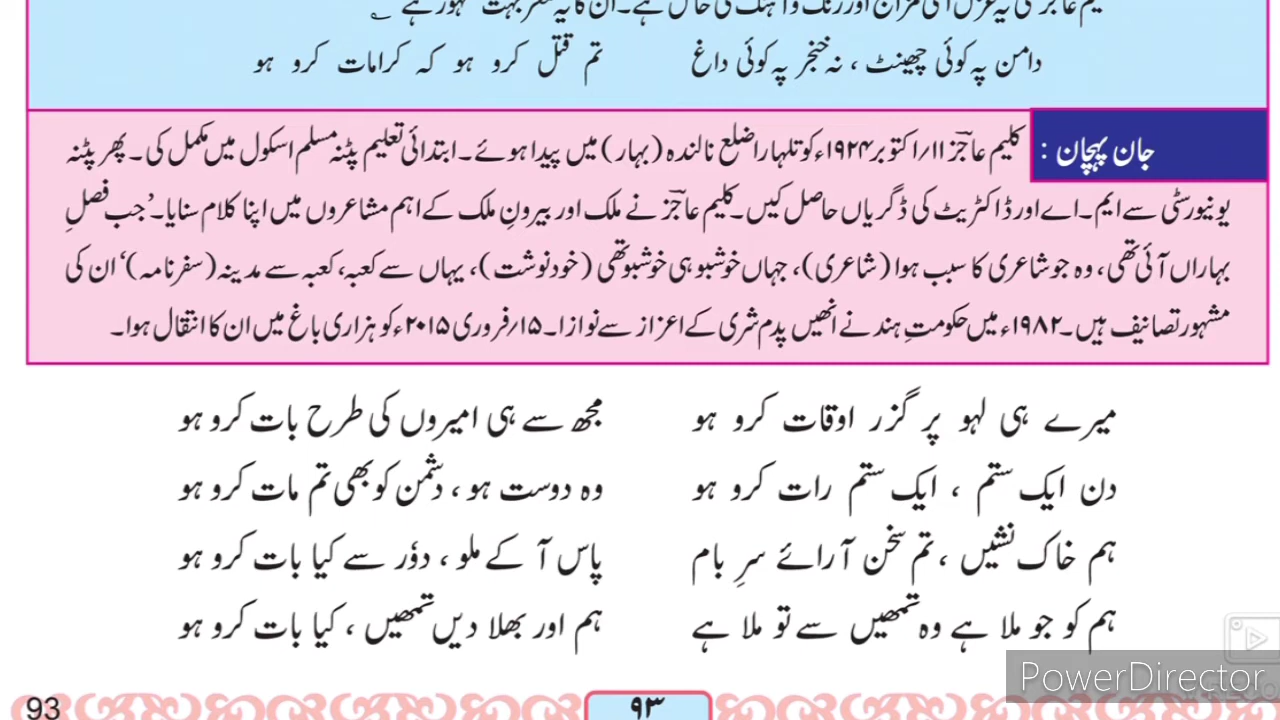 دامن پہ کوئی چھینٹ ، نہ خنجر پہ کوئی داغ تم قتل کرو ہو کہ کرامات کرو ہو
جان پہچان : کلیم عاجزؔ ۱۱؍اکتوبر ۱۹۲۴ء کو تلہارا ضلع نالندہ (بہار) میں پیدا ہوئے۔ ابتدائی تعلیم پٹنہ مسلم اسکول میں مکمل کی۔ پھر پٹنہ
یونیورسٹی سے ایم۔اے اور ڈاکٹریٹ کی ڈگریاں حاصل کیں۔ کلیم عاجزؔ نے ملک اور بیرونِ ملک کے اہم مشاعروں میں اپنا کلام سنایا۔ ’جب فصلِ
بہاراں آئی تھی، وہ جو شاعری کا سبب ہوا (شاعری)، جہاں خوشبو ہی خوشبو تھی (خودنوشت)، یہاں سے کعبہ، کعبہ سے مدینہ (سفرنامہ)‘ ان کی
مشہور تصانیف ہیں۔ ۱۹۸۲ء میں حکومتِ ہند نے انھیں پدم شری کے اعزاز سے نوازا۔ ۱۵؍فروری ۲۰۱۵ء کو ہزاری باغ میں ان کا انتقال ہوا۔
میرے ہی لہو پر گزر اوقات کرو ہو مجھ سے ہی امیروں کی طرح بات کرو ہو
دن ایک ستم ، ایک ستم رات کرو ہو وہ دوست ہو ، دشمن کو بھی تم مات کرو ہو
ہم خاک نشیں ، تم سخن آرائے سرِ بام پاس آ کے ملو ، دوٗر سے کیا بات کرو ہو
ہم کو جو ملا ہے وہ تمھیں سے تو ملا ہے ہم اور بھلا دیں تمھیں ، کیا بات کرو ہو
PowerDirector
93
۹۳